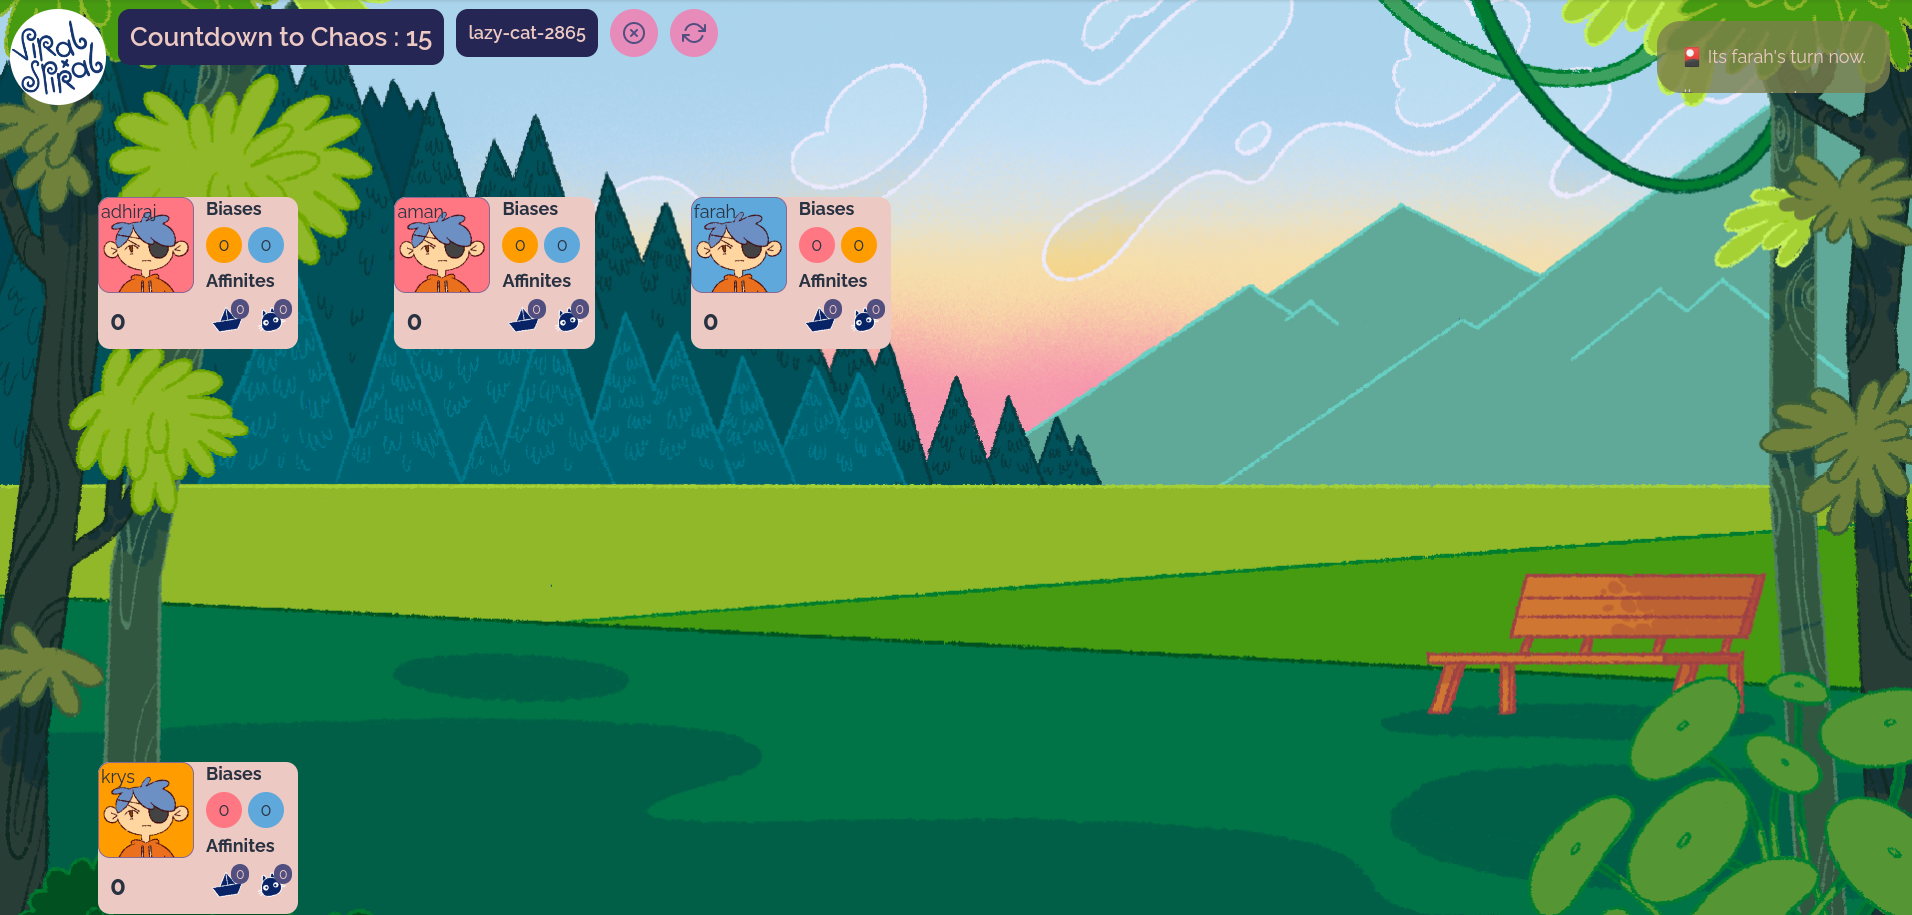 Viral
Spiral
Countdown to Chaos : 15
lazy-cat-2865
🎴 Its farah's turn now.
adhiraj
Biases
0 0
Affinites
0 0
0
aman
Biases
0 0
Affinites
0 0
0
farah
Biases
0 0
Affinites
0 0
0
krys
Biases
0 0
Affinites
0 0
0